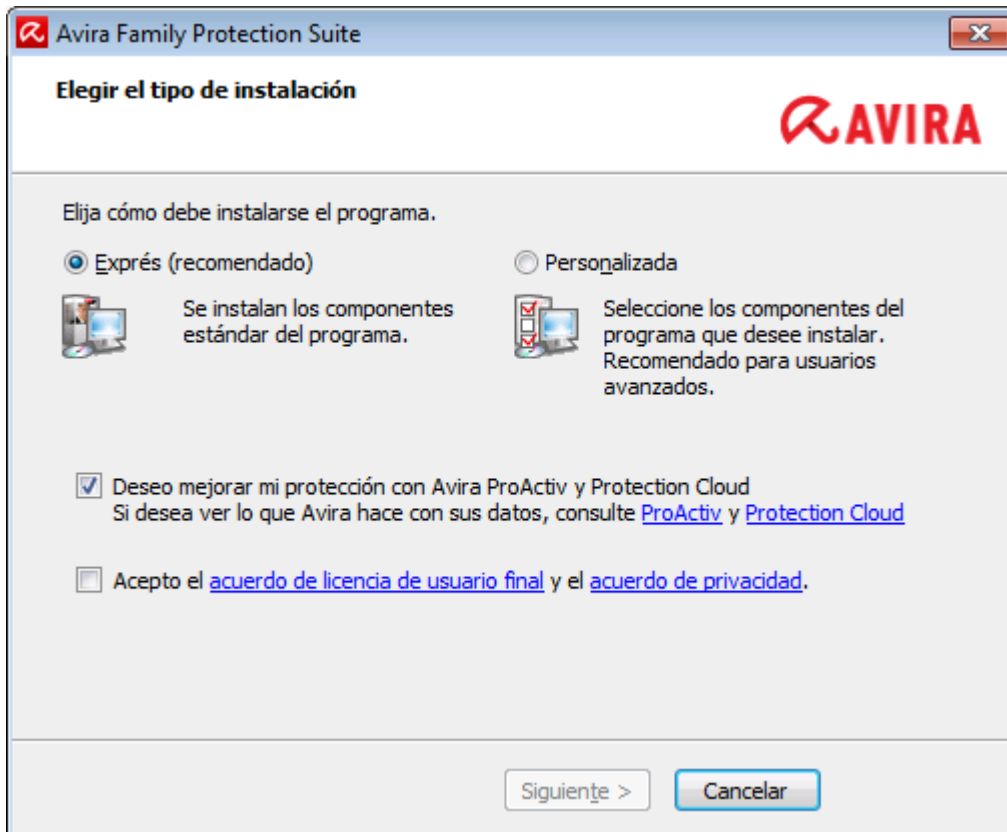 Avira Family Protection Suite
Elegir el tipo de instalación
AVIRA
Elija cómo debe instalarse el programa.
Exprés (recomendado)
Se instalan los componentes
estándar del programa.
Personalizada
Seleccione los componentes del
programa que desee instalar.
Recomendado para usuarios
avanzados.
Deseo mejorar mi protección con Avira ProActiv y Protection Cloud
Si desea ver lo que Avira hace con sus datos, consulte ProActiv y Protection Cloud
Acepto el acuerdo de licencia de usuario final y el acuerdo de privacidad.
Siguiente >
Cancelar